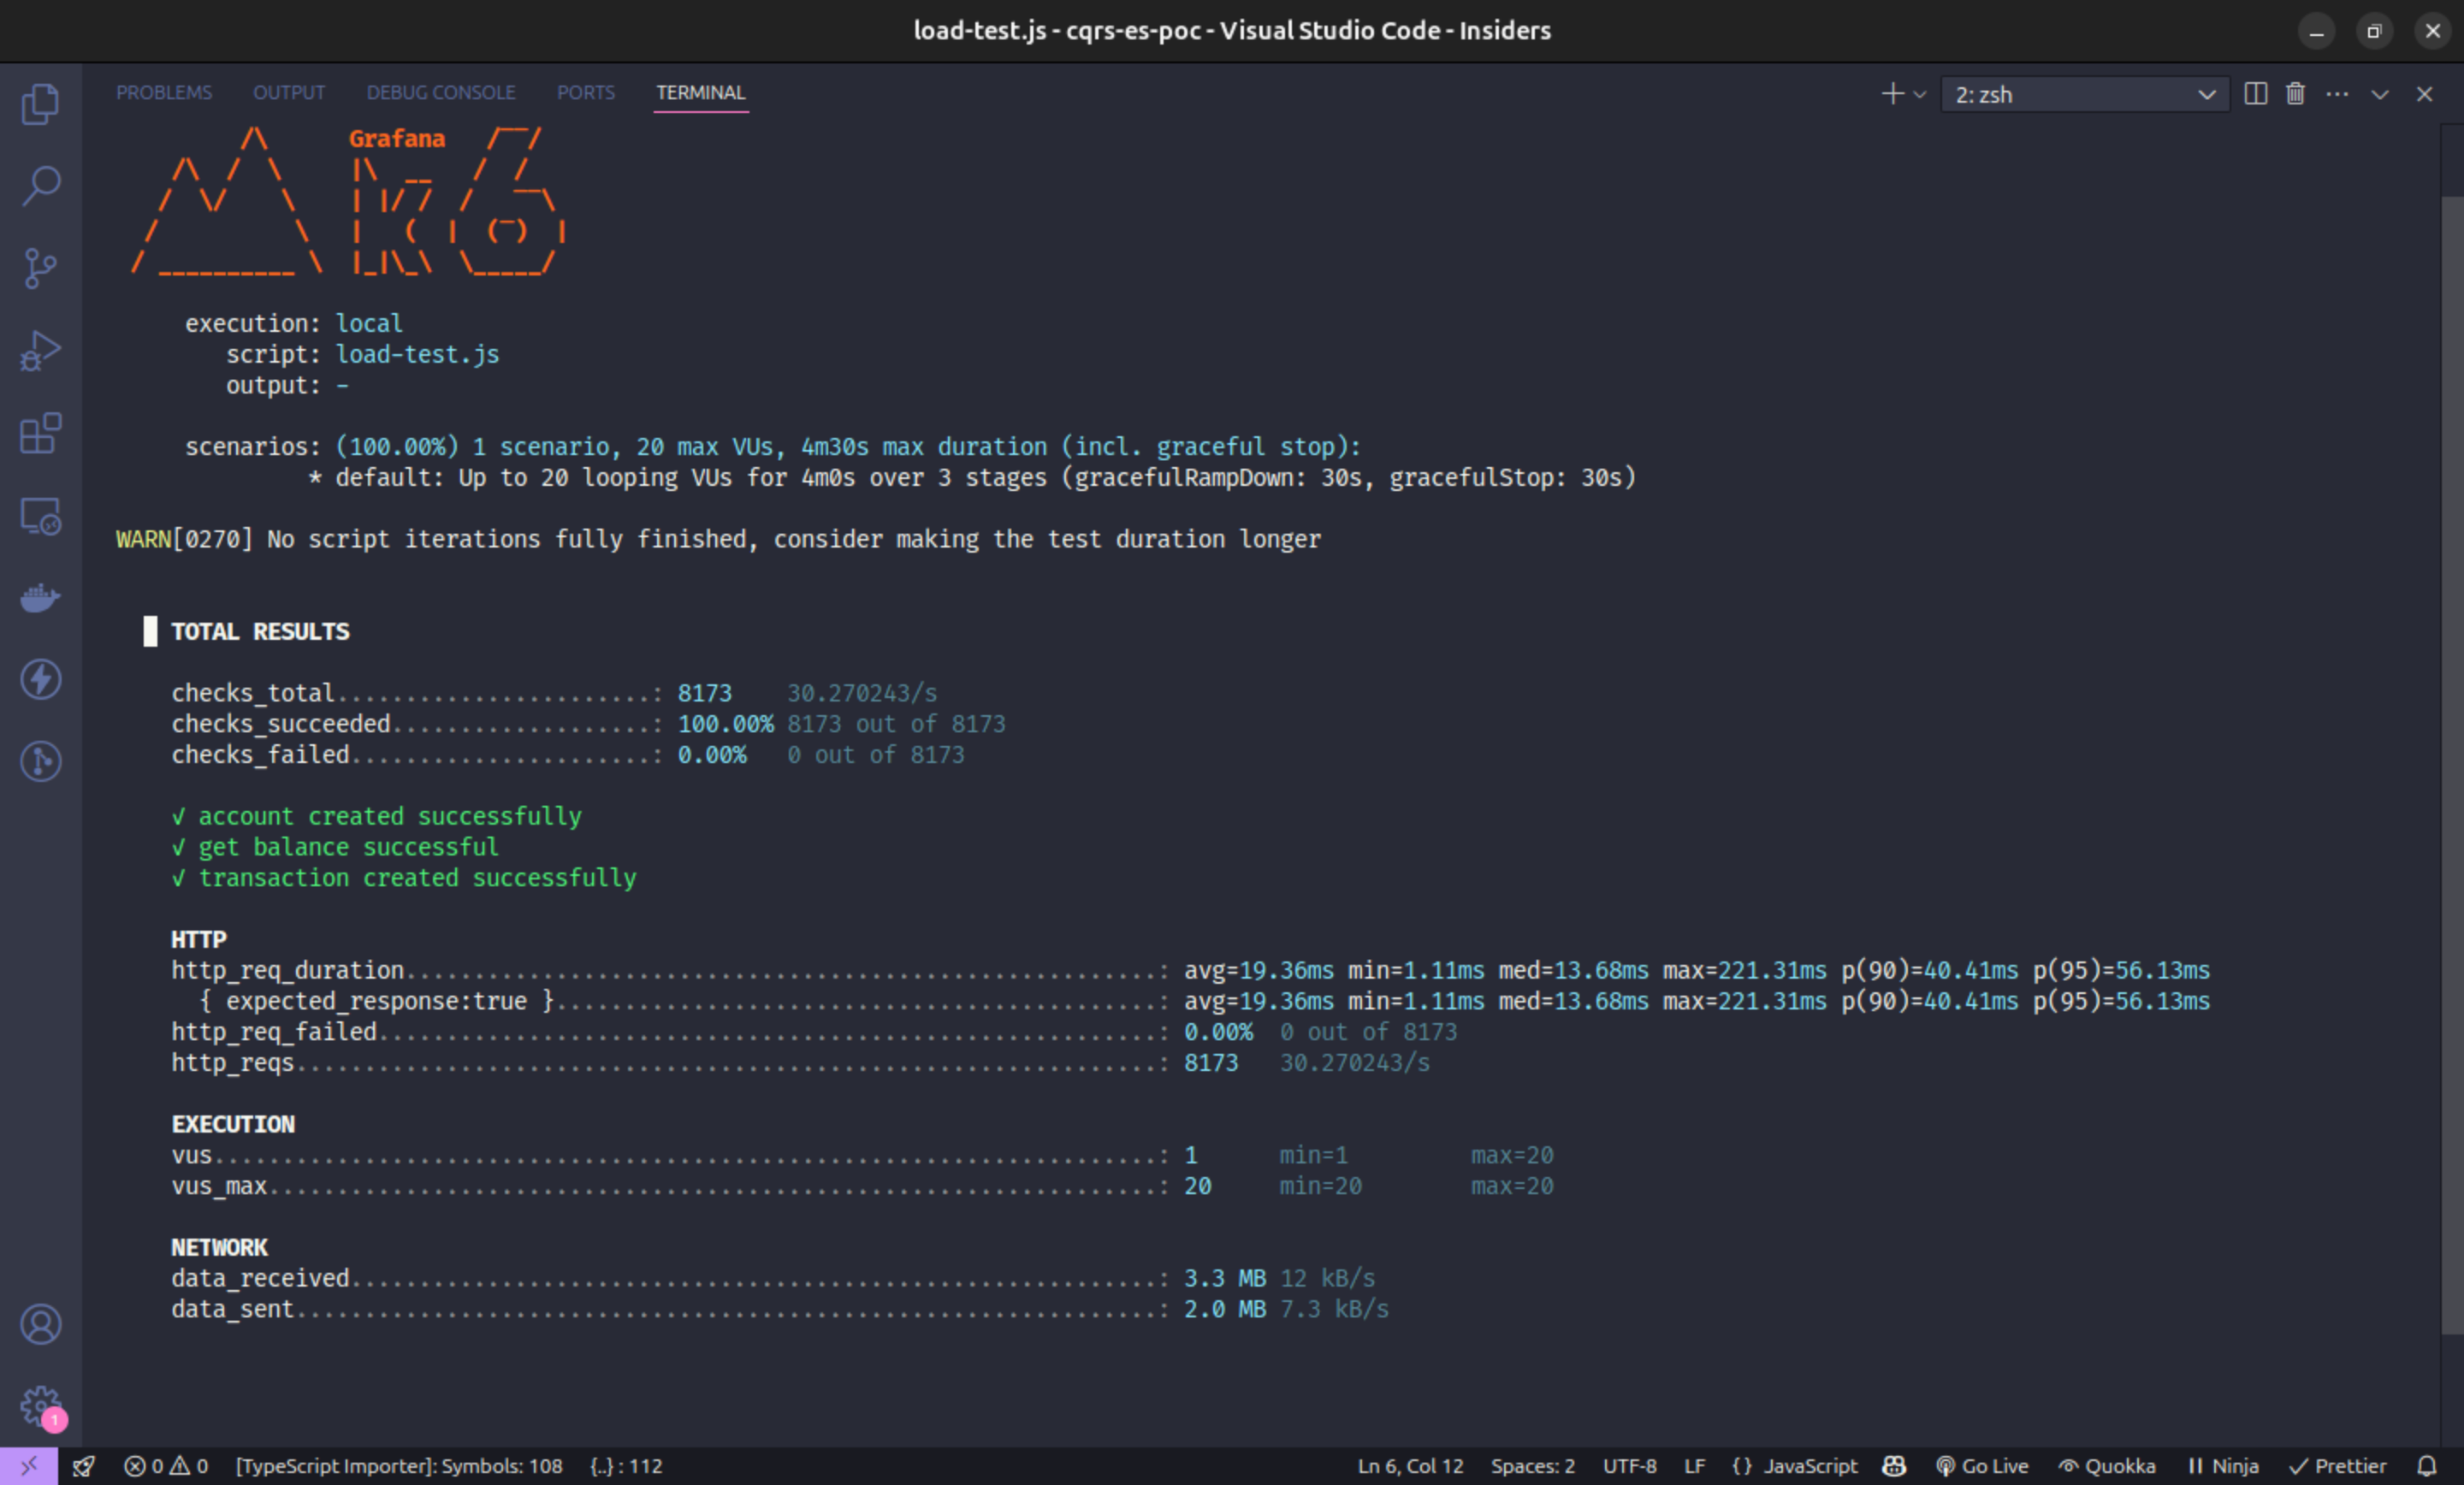 load-test.js - cqrs-es-poc - Visual Studio Code - Insiders
PROBLEMS OUTPUT DEBUG CONSOLE PORTS TERMINAL 2: zsh
Grafana
k6
execution: local
script: load-test.js
output: -
scenarios: (100.00%) 1 scenario, 20 max VUs, 4m30s max duration (incl. graceful stop):
* default: Up to 20 looping VUs for 4m0s over 3 stages (gracefulRampDown: 30s, gracefulStop: 30s)
WARN[0270] No script iterations fully finished, consider making the test duration longer
TOTAL RESULTS
checks_total.......................: 8173 30.270243/s
checks_succeeded...................: 100.00% 8173 out of 8173
checks_failed......................: 0.00% 0 out of 8173
✓ account created successfully
✓ get balance successful
✓ transaction created successfully
HTTP
http_req_duration.......................................................: avg=19.36ms min=1.11ms med=13.68ms max=221.31ms p(90)=40.41ms p(95)=56.13ms
{ expected_response:true }............................................: avg=19.36ms min=1.11ms med=13.68ms max=221.31ms p(90)=40.41ms p(95)=56.13ms
http_req_failed.........................................................: 0.00% 0 out of 8173
http_reqs...............................................................: 8173 30.270243/s
EXECUTION
vus.....................................................................: 1 min=1 max=20
vus_max.................................................................: 20 min=20 max=20
NETWORK
data_received...........................................................: 3.3 MB 12 kB/s
data_sent...............................................................: 2.0 MB 7.3 kB/s
1
0 0 [TypeScript Importer]: Symbols: 108 {..} : 112 Ln 6, Col 12 Spaces: 2 UTF-8 LF {} JavaScript Go Live Quokka Ninja Prettier